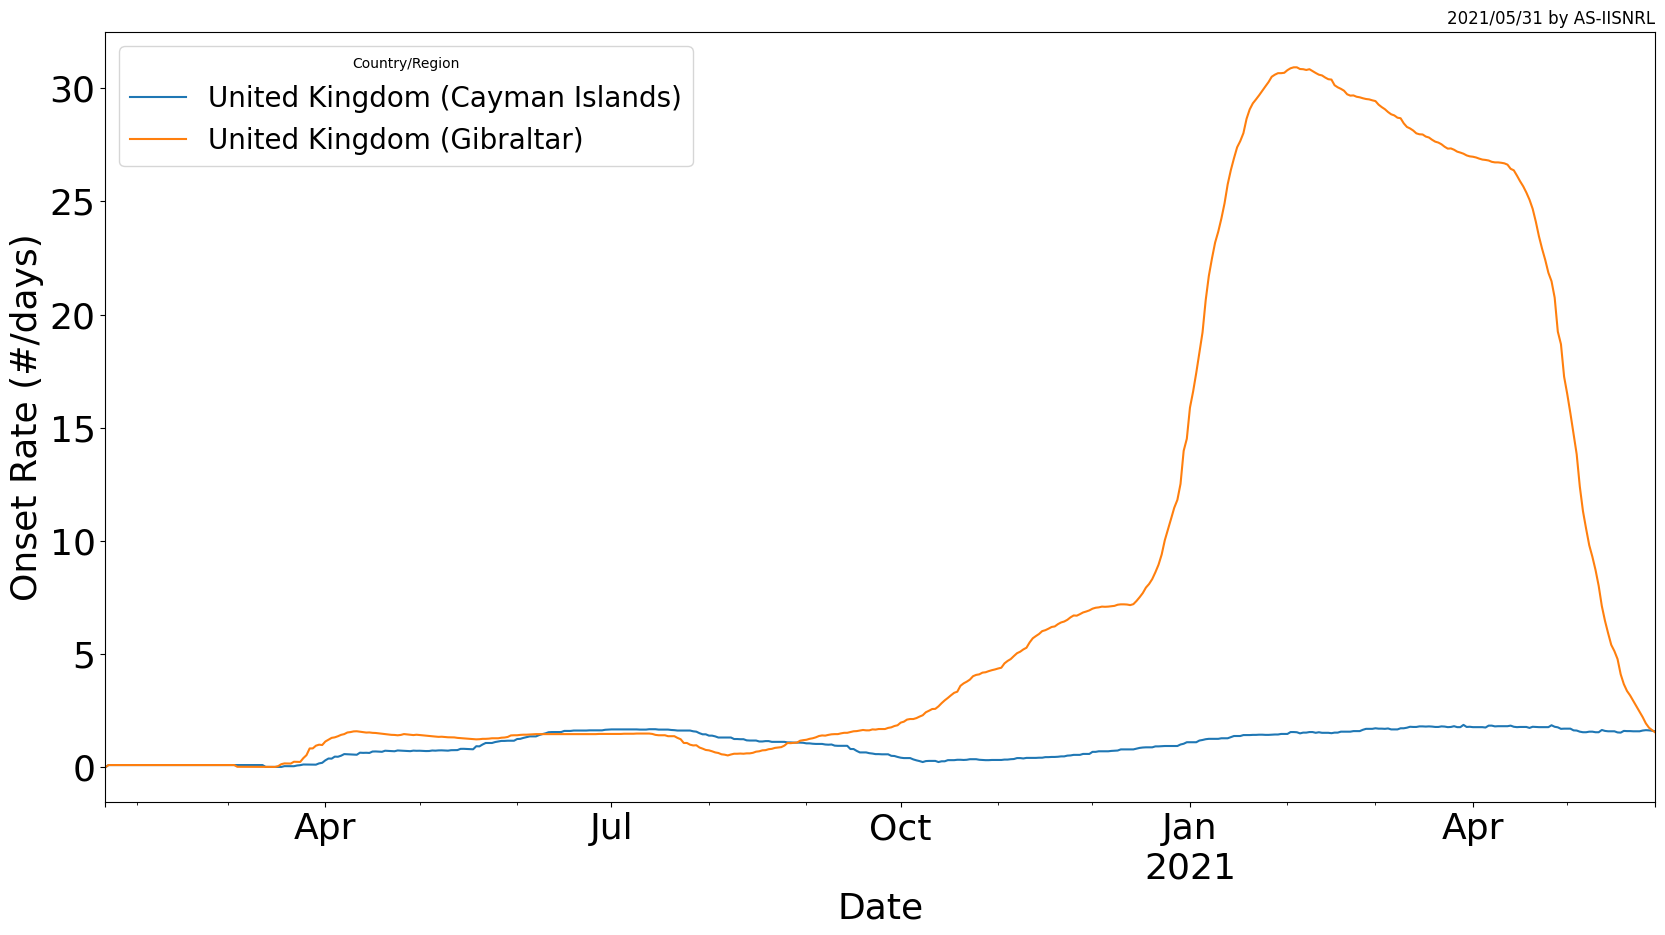 2021/05/31 by AS-IISNRL
Country/Region
United Kingdom (Cayman Islands)
United Kingdom (Gibraltar)
Onset Rate (#/days)
30
25
20
15
10
5
0
Apr Jul Oct Jan Apr
2021
Date